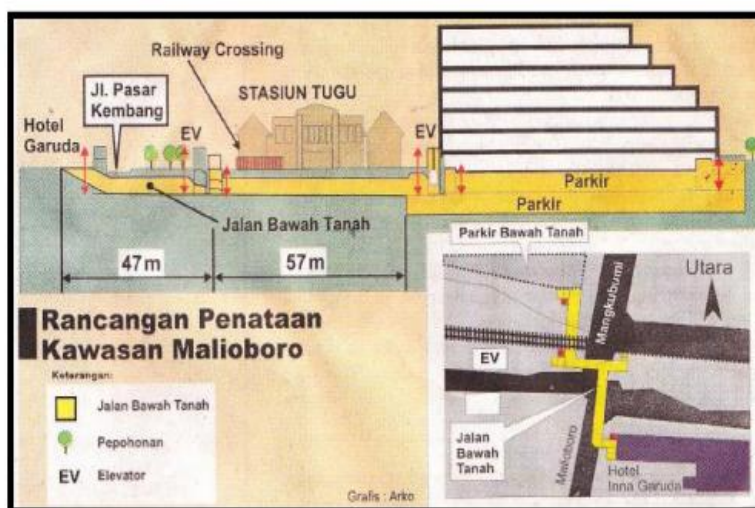 Railway Crossing
Jl. Pasar
Kembang
STASIUN TUGU
Hotel
Garuda
EV
EV
Parkir
Parkir
Jalan Bawah Tanah
47 m
57 m
Rancangan Penataan
Kawasan Malioboro
Keterangan:
Jalan Bawah Tanah
Pepohonan
EV Elevator
Grafis : Arko
Parkir Bawah Tanah
Utara
Mangkubumi
EV
Jalan
Bawah
Tanah
Malioboro
Hotel
Inna Garuda